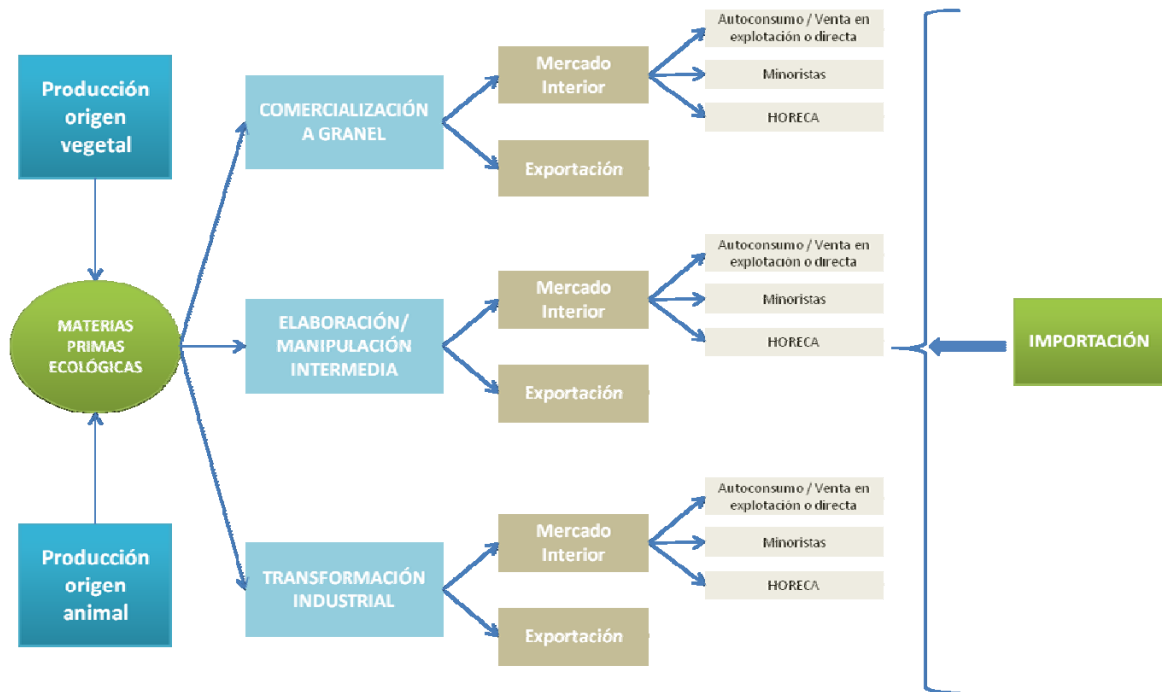 Producción
origen
vegetal
MATERIAS
PRIMAS
ECOLÓGICAS
Producción
origen
animal
COMERCIALIZACIÓN
A GRANEL
Mercado
Interior
Autoconsumo / Venta en
explotación o directa
Minoristas
HORECA
Exportación
ELABORACIÓN/
MANIPULACIÓN
INTERMEDIA
Mercado
Interior
Autoconsumo / Venta en
explotación o directa
Minoristas
HORECA
Exportación
TRANSFORMACIÓN
INDUSTRIAL
Mercado
Interior
Autoconsumo / Venta en
explotación o directa
Minoristas
HORECA
Exportación
IMPORTACIÓN